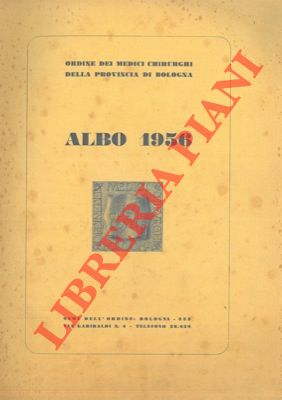 ORDINE DEI MEDICI CHIRURGHI
DELLA PROVINCIA DI BOLOGNA
ALBO 1956
LIBRERIA PIANI
SEDE DELL'ORDINE: BOLOGNA
VIA GARIBALDI N. 4 - TELEFONO